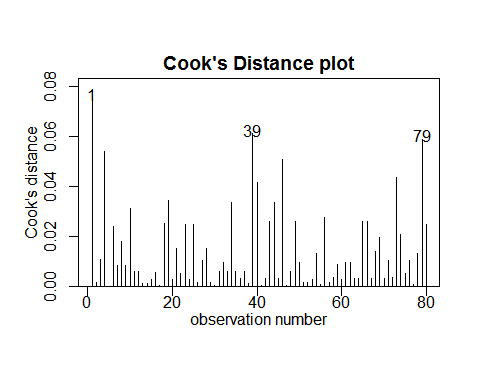 Cook's Distance plot
Cook's distance
0.00 0.02 0.04 0.06 0.08
1
39
79
0 20 40 60 80
observation number